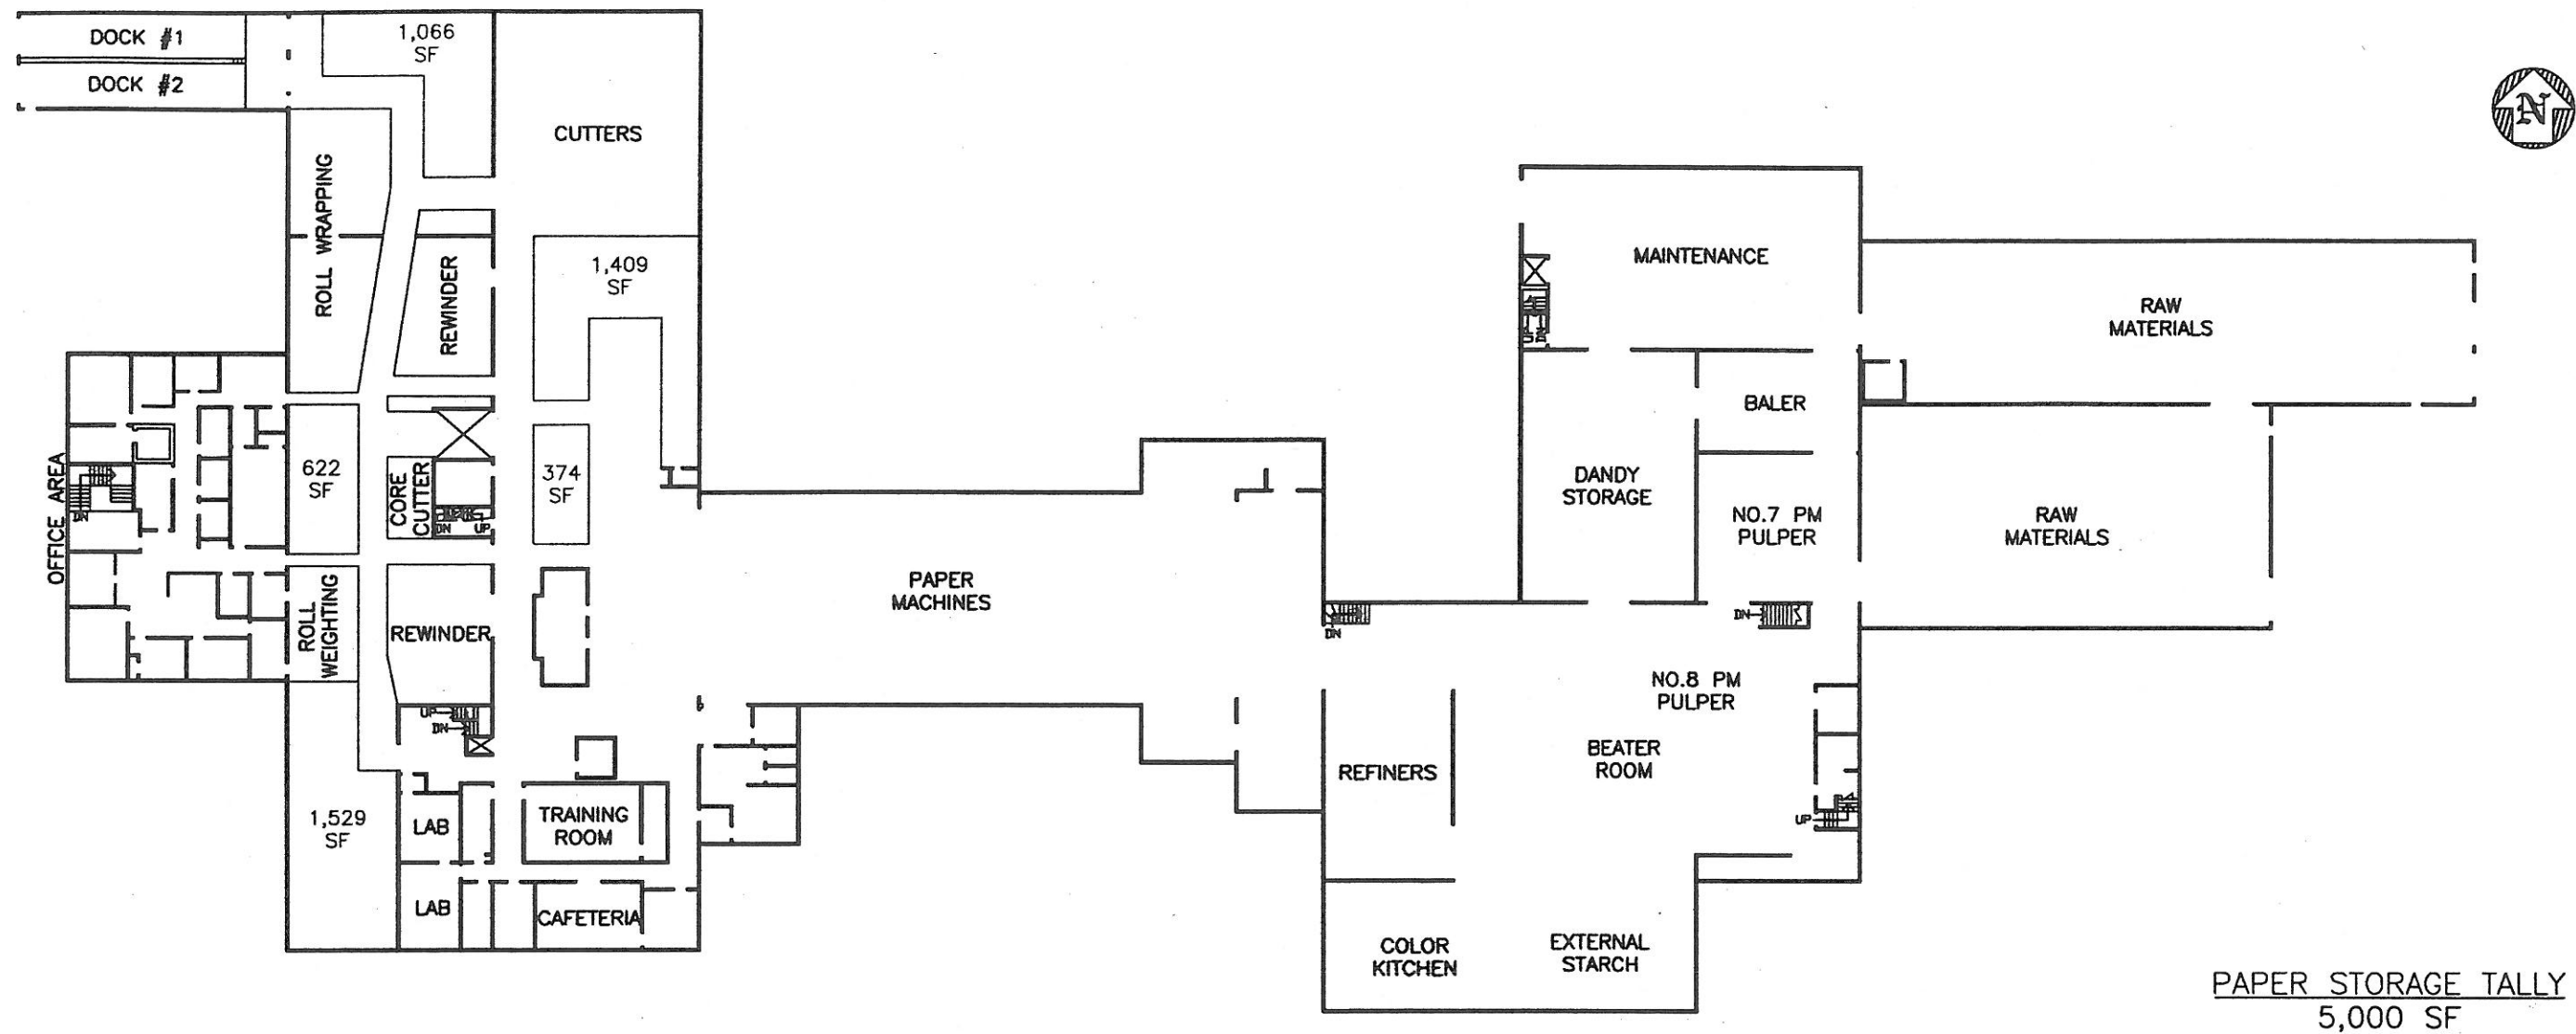 DOCK #1
DOCK #2
1,066
SF
CUTTERS
N
ROLL WRAPPING
REWINDER
1,409
SF
MAINTENANCE
UP
DN
RAW
MATERIALS
BALER
OFFICE AREA
DN
622
SF
CORE
CUTTER
DN
UP
374
SF
DANDY
STORAGE
NO.7 PM
PULPER
RAW
MATERIALS
ROLL
WEIGHTING
REWINDER
PAPER
MACHINES
DN
DN
UP
DN
NO.8 PM
PULPER
BEATER
ROOM
REFINERS
UP
1,529
SF
LAB
TRAINING
ROOM
LAB
CAFETERIA
COLOR
KITCHEN
EXTERNAL
STARCH
PAPER STORAGE TALLY
5,000 SF